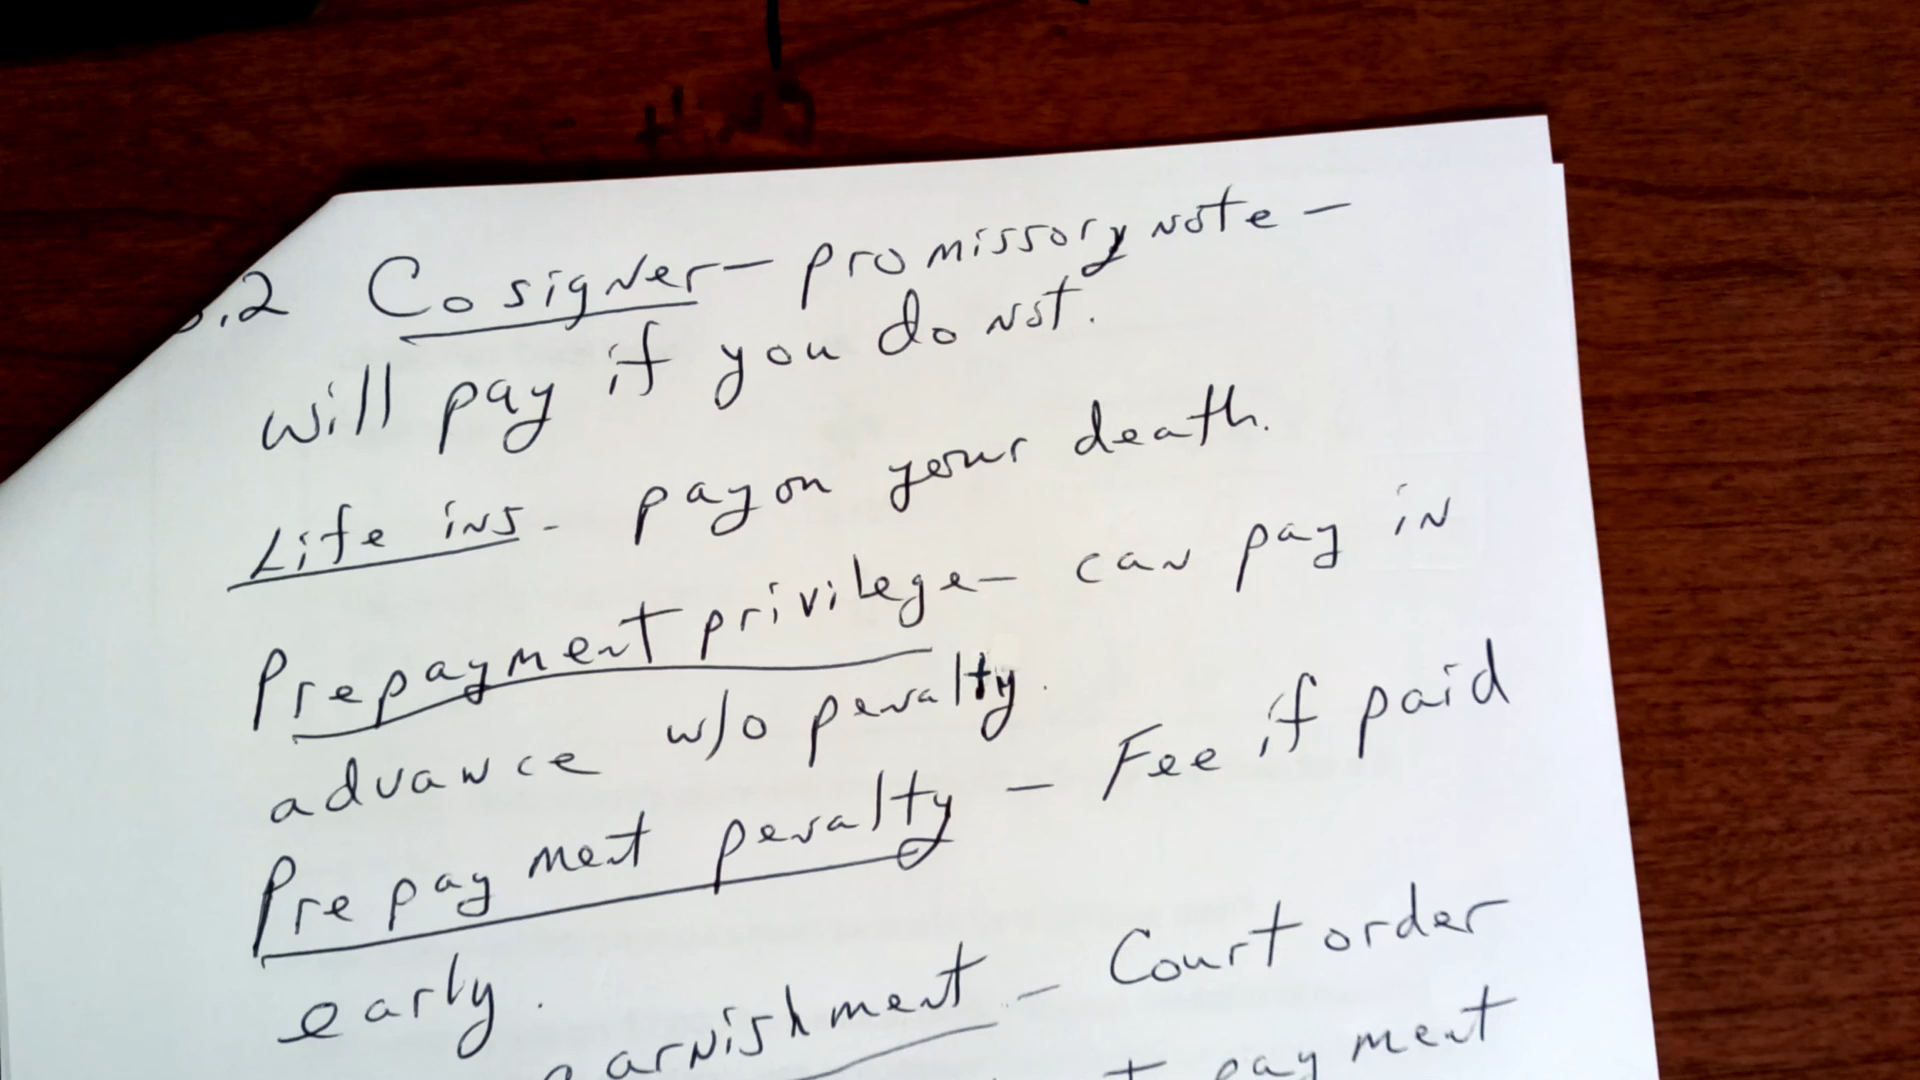 .2 Cosigner — promissory note —
will pay if you do not.
Life ins - pay on your death.
Prepayment privilege — can pay in
advance w/o penalty.
Prepayment penalty — Fee if paid
early.
garnishment — Court order
payment